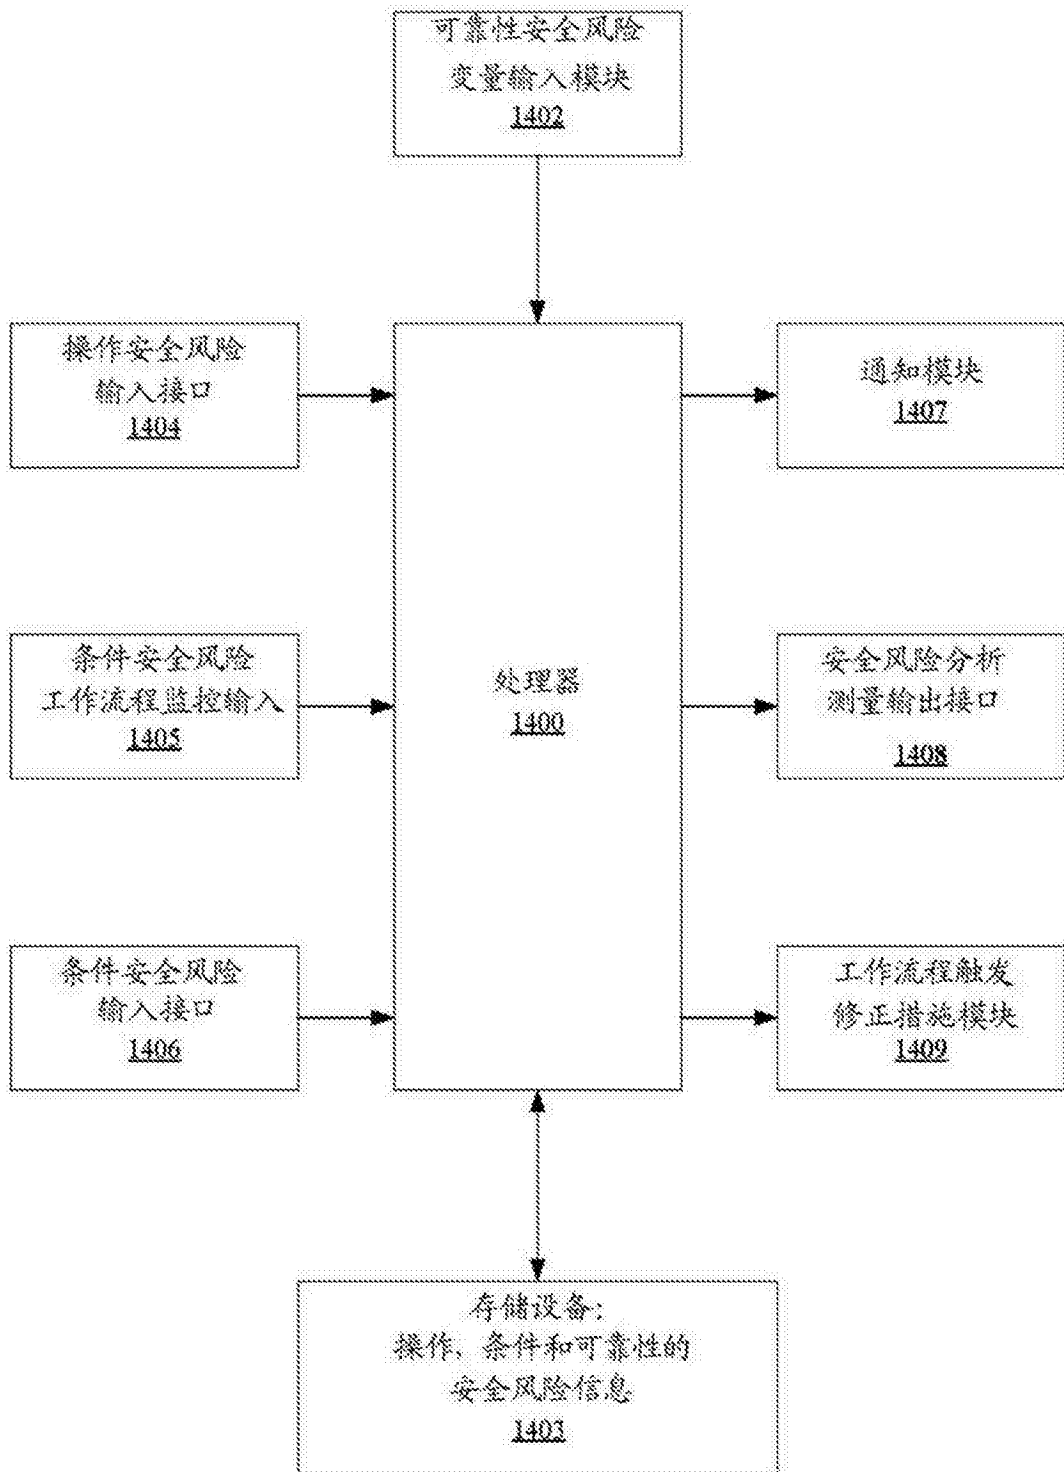 可靠性安全风险
变量输入模块
1402
操作安全风险
输入接口
1404
通知模块
1407
条件安全风险
工作流程监控输入
1405
处理器
1400
安全风险分析
测量输出接口
1408
条件安全风险
输入接口
1406
工作流程触发
修正措施模块
1409
存储设备:
操作, 条件和可靠性的
安全风险信息
1403